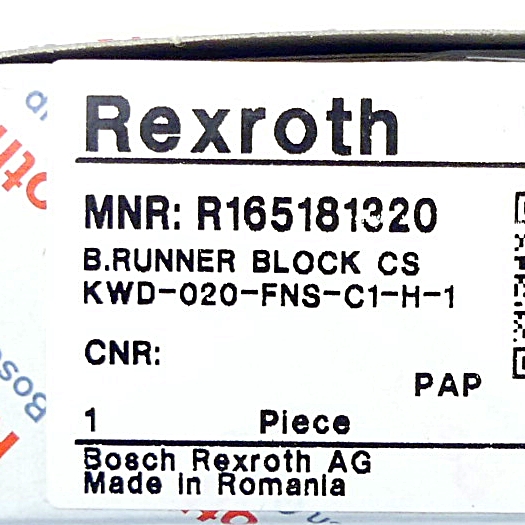 Rexroth
MNR: R165181320
B.RUNNER BLOCK CS
KWD-020-FNS-C1-H-1
CNR:
PAP
1 Piece
Bosch Rexroth AG
Made in Romania